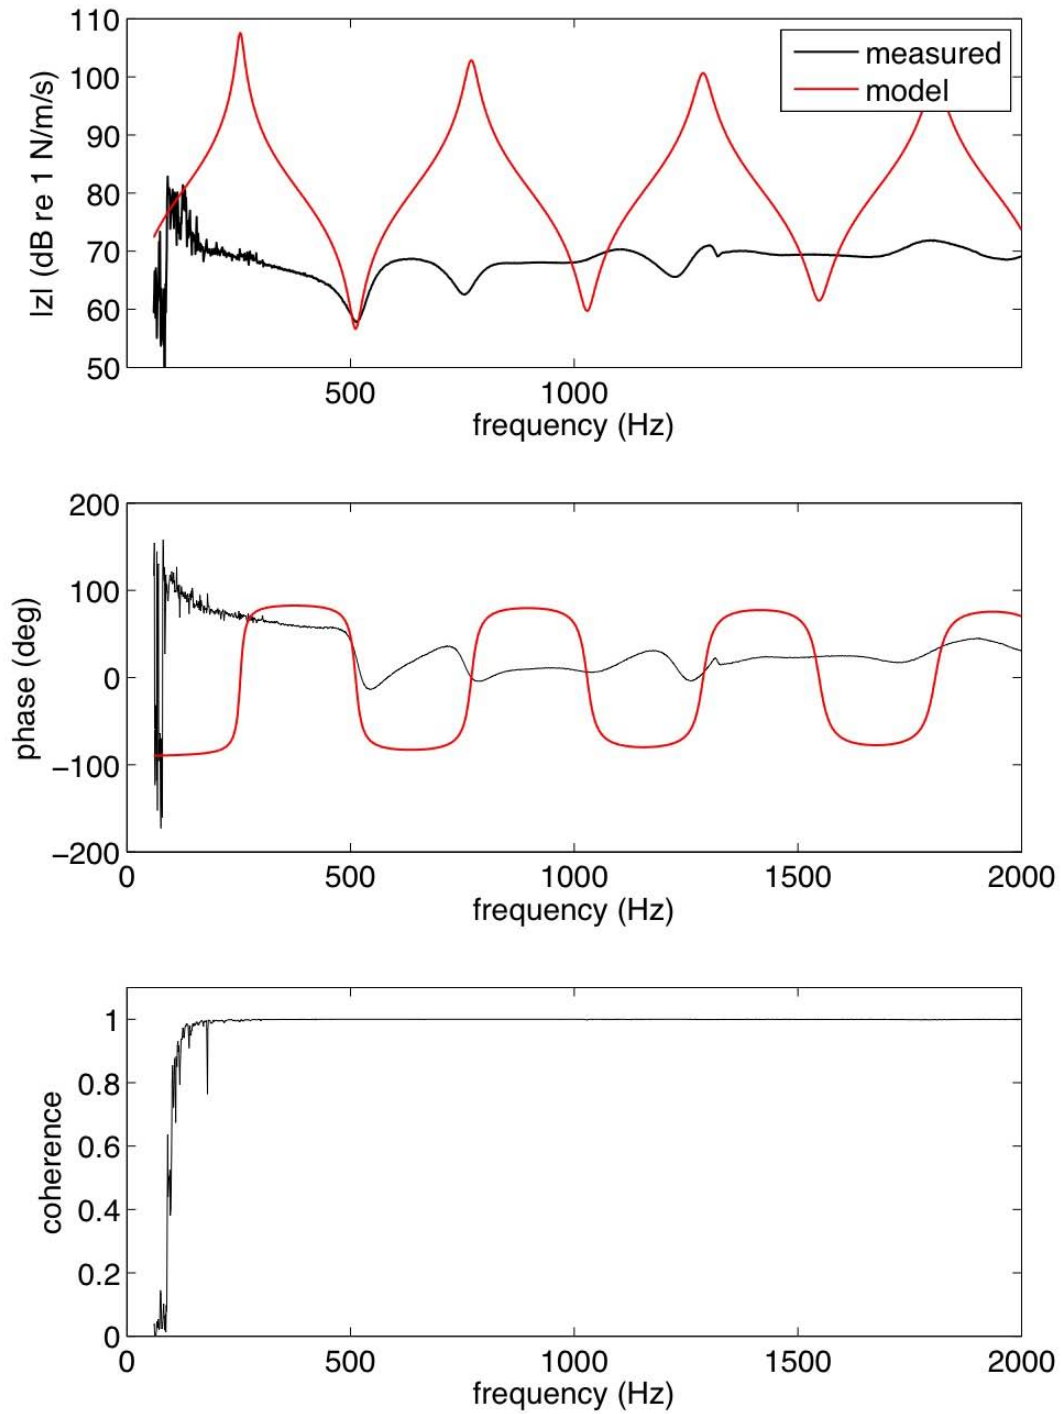 110
100
90
80
70
60
50
|z| (dB re 1 N/m/s)
measured
model
500 1000
frequency (Hz)
200
100
0
−100
−200
phase (deg)
0 500 1000 1500 2000
frequency (Hz)
1
0.8
0.6
0.4
0.2
0
coherence
0 500 1000 1500 2000
frequency (Hz)